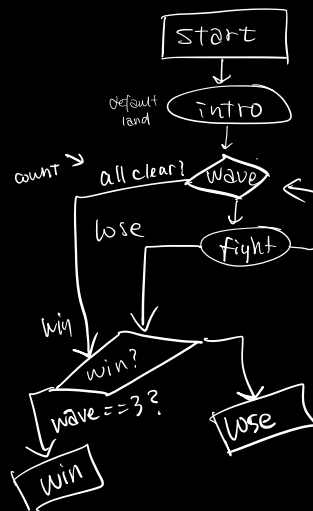 start
default
land
intro
count
all clear?
wave
lose
fight
win
win?
wave==3?
lose
win